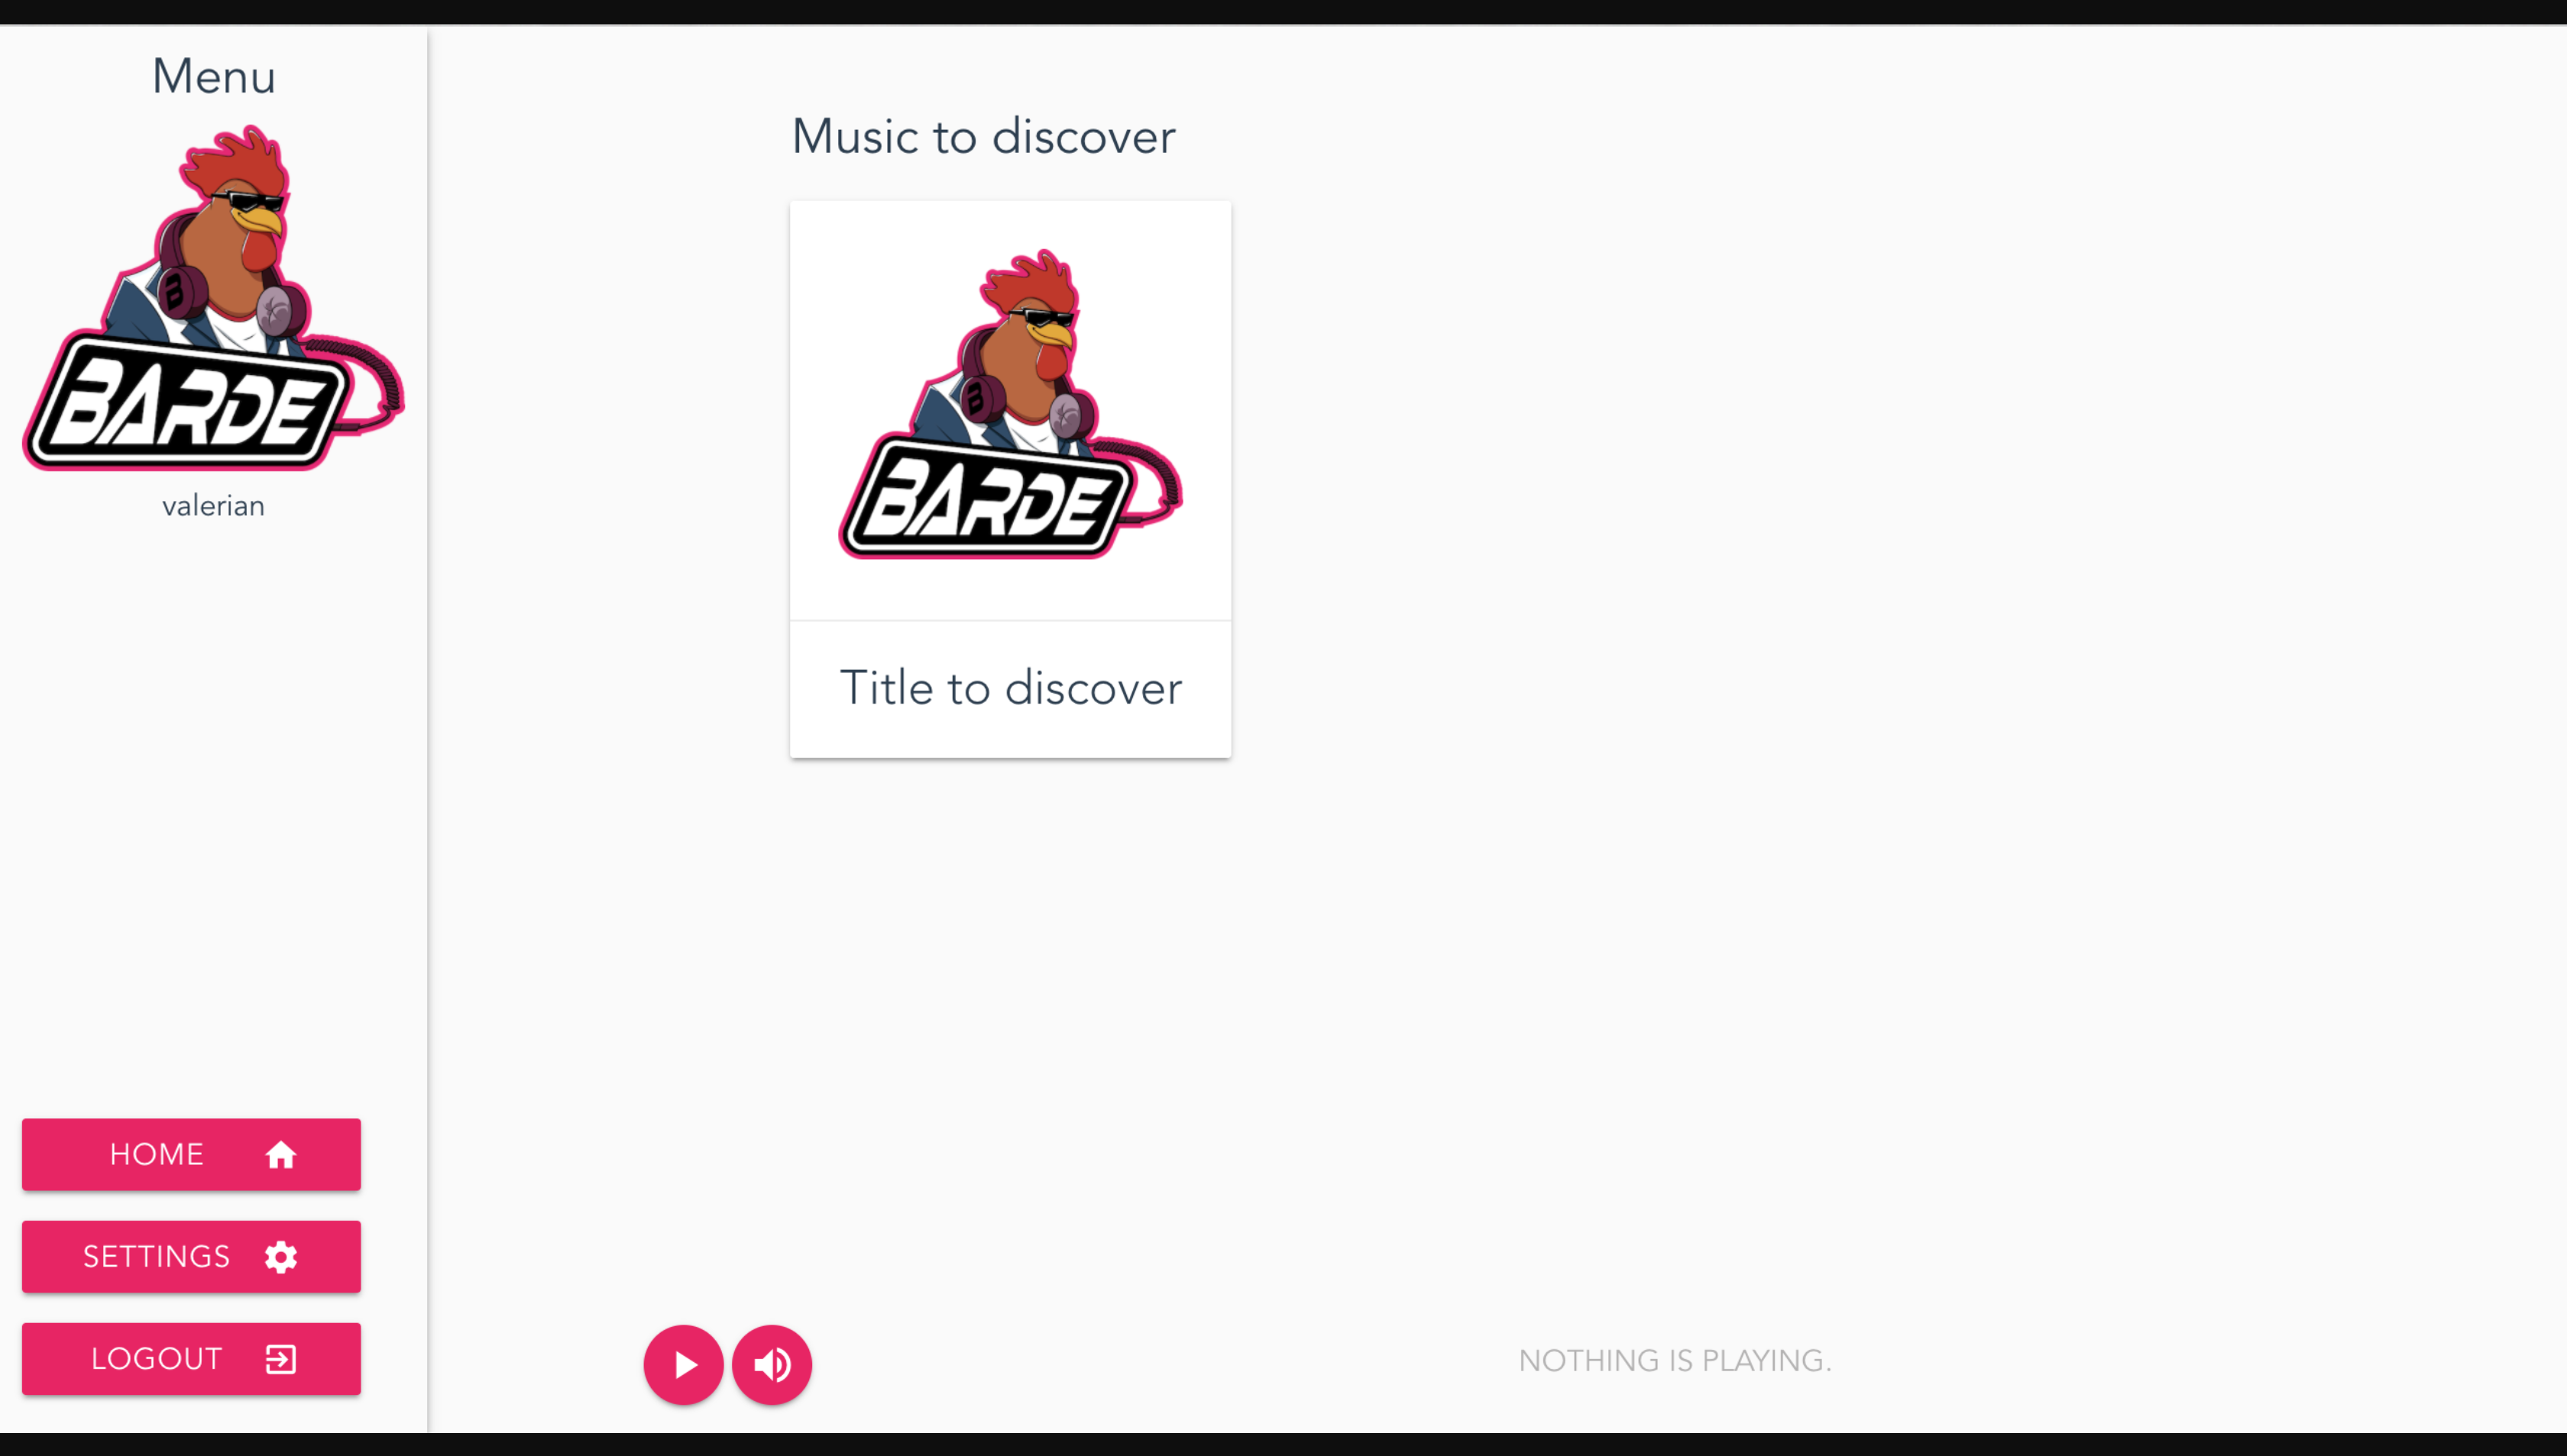 Menu
BARDE
valerian
HOME
SETTINGS
LOGOUT
Music to discover
BARDE
Title to discover
NOTHING IS PLAYING.